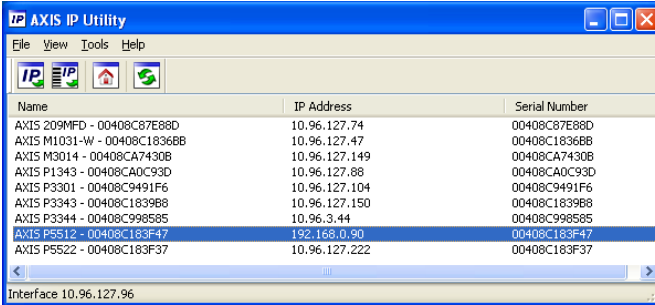 IP AXIS IP Utility
File View Tools Help
IP IP
Name IP Address Serial Number
AXIS 209MFD - 00408C87E88D 10.96.127.74 00408C87E88D
AXIS M1031-W - 00408C1836BB 10.96.127.47 00408C1836BB
AXIS M3014 - 00408CA7430B 10.96.127.149 00408CA7430B
AXIS P1343 - 00408CA0C93D 10.96.127.88 00408CA0C93D
AXIS P3301 - 00408C9491F6 10.96.127.104 00408C9491F6
AXIS P3343 - 00408C1839B8 10.96.127.150 00408C1839B8
AXIS P3344 - 00408C998585 10.96.3.44 00408C998585
AXIS P5512 - 00408C183F47 192.168.0.90 00408C183F47
AXIS P5522 - 00408C183F37 10.96.127.222 00408C183F37
Interface 10.96.127.96